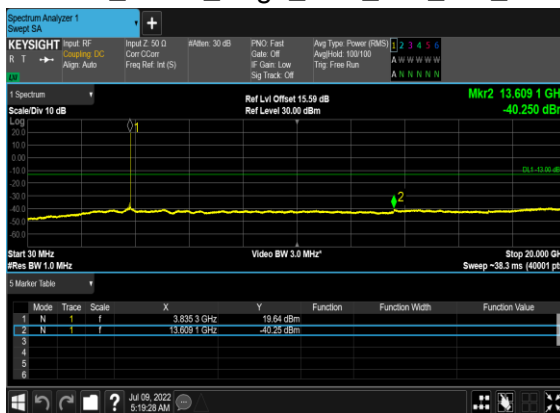 Spectrum Analyzer 1
Swept SA
KEYSIGHT Input: RF Input Z: 50 Ω #Atten: 30 dB PNO: Fast Avg Type: Power (RMS) 1 2 3 4 5 6
R T Coupling: DC Corr CCorr Gate: Off Avg|Hold: 100/100 A W W W W W
Align: Auto Freq Ref: Int (S) IF Gain: Low Trig: Free Run A N N N N N
LU Sig Track: Off
1 Spectrum Ref Lvl Offset 15.59 dB Mkr2 13.609 1 GH
Scale/Div 10 dB Ref Level 30.00 dBm -40.250 dBr
Log
20.0
1
10.0
0.00
-10.0
DL1 -13.00 dB
-20.0
-30.0
2
-40.0
-50.0
-60.0
Start 30 MHz Video BW 3.0 MHz* Stop 20.000 GH
#Res BW 1.0 MHz Sweep ~38.3 ms (40001 pt
5 Marker Table
Mode Trace Scale X Y Function Function Width Function Value
1 N 1 f 3.835 3 GHz 19.64 dBm
2 N 1 f 13.609 1 GHz -40.25 dBm
3
4
5
6
? Jul 09, 2022
5:19:28 AM